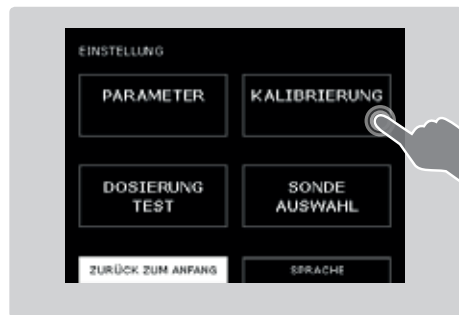 EINSTELLUNG
PARAMETER
KALIBRIERUNG
DOSIERUNG
TEST
SONDE
AUSWAHL
ZURÜCK ZUM ANFANG
SPRACHE